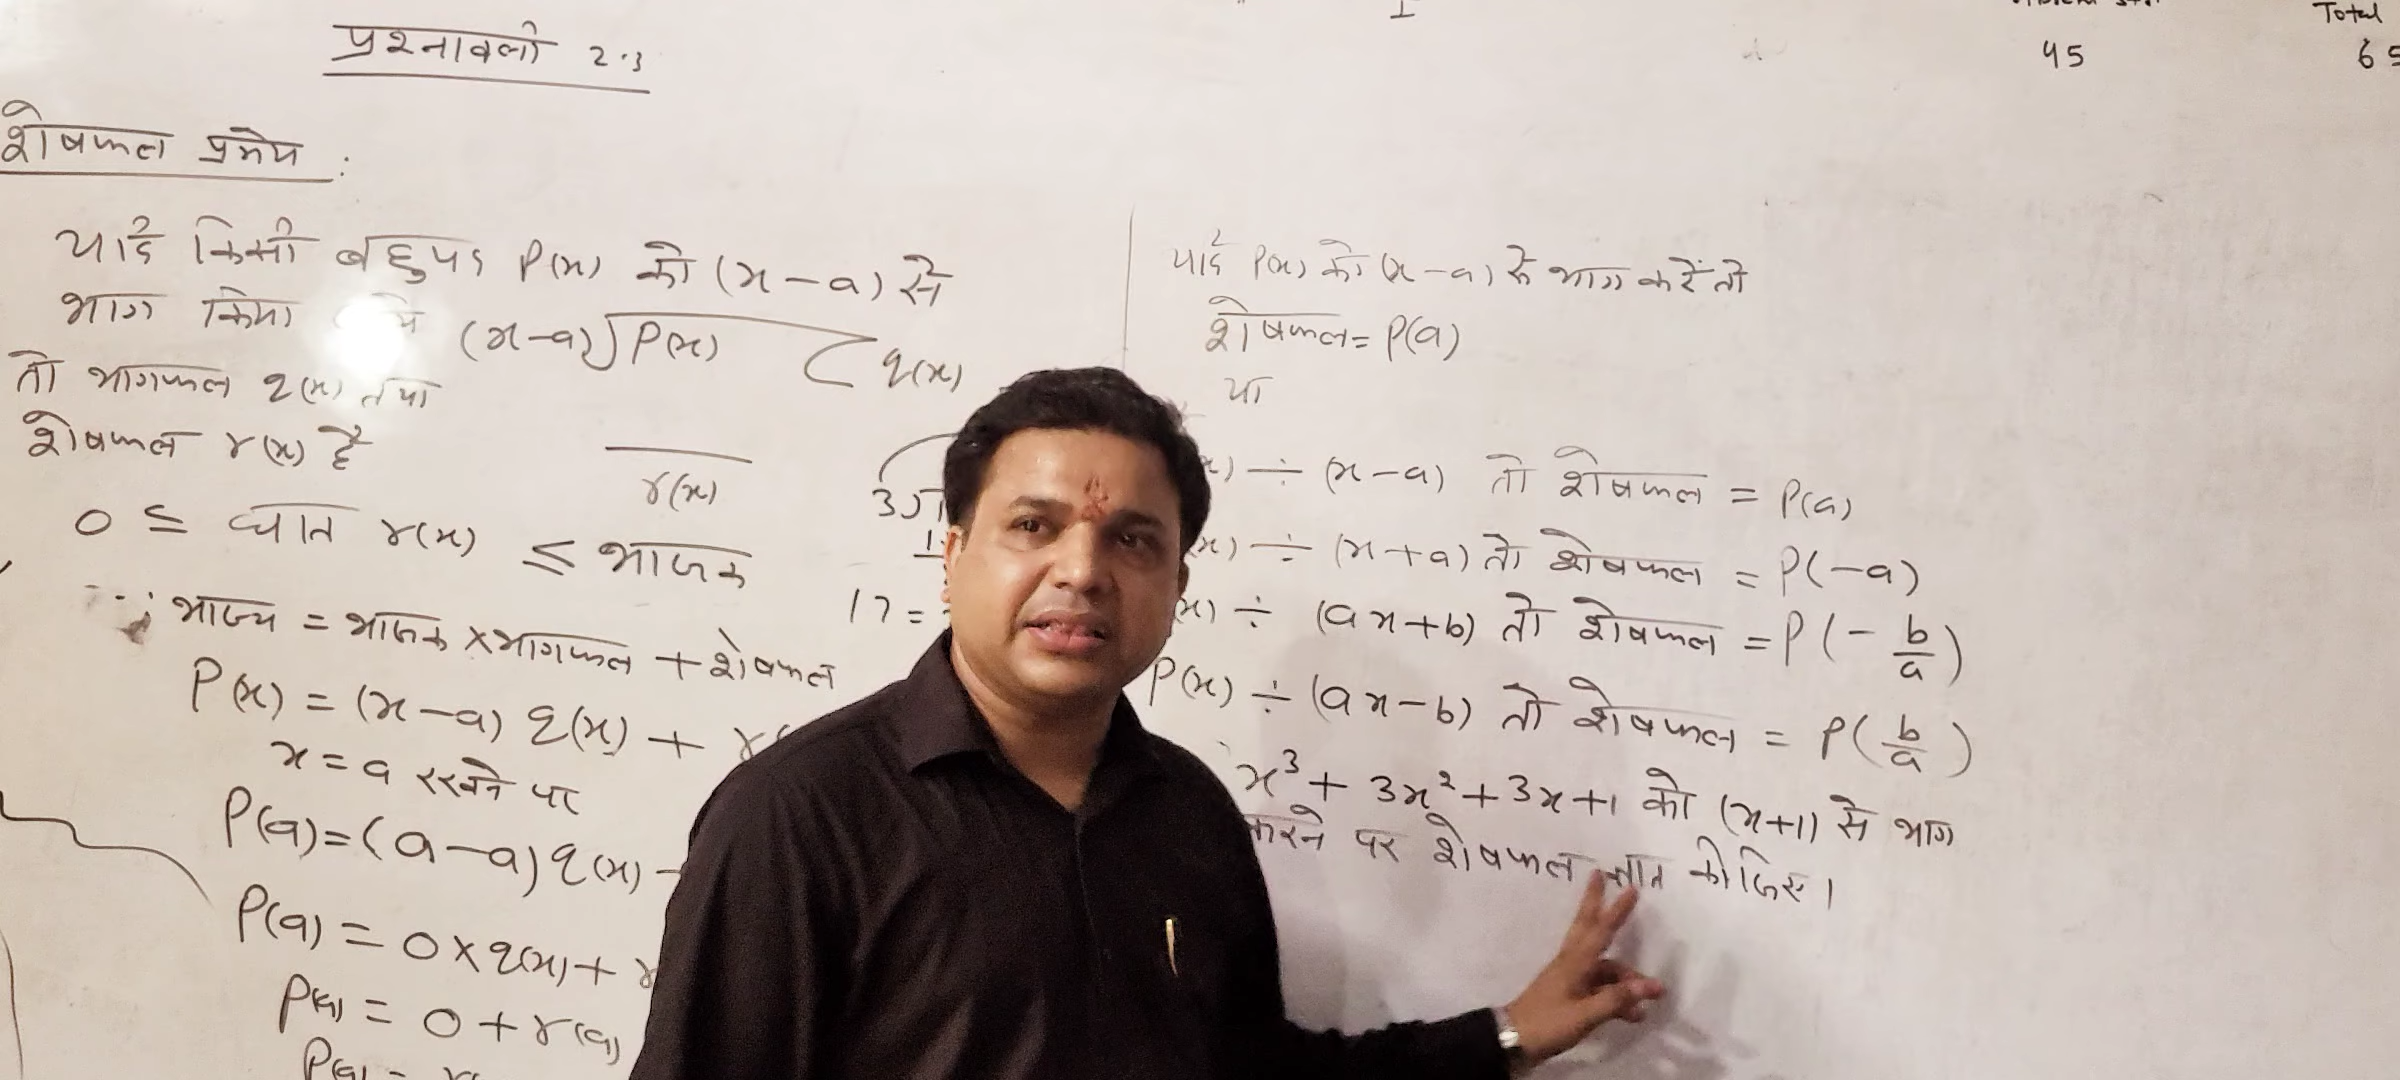 Total
45
प्रश्नावली 2.3
शेषफल प्रमेय :
यदि किसी बहुपद P(x) को (x-a) से
भाग किया
(x-a) P(x) q(x)
तो भागफल q(x) तथा
शेषफल r(x) है
r(x)
0 ≤ घात r(x) ≤ भाजक
∵ भाज्य = भाजक × भागफल + शेषफल
P(x) = (x-a) q(x) +
x = a रखने पर
P(a) = (a-a) q(x)
P(a) = 0 × q(x) +
P(a) = 0 + r(a)
P(a) =
3
17 =
यदि P(x) को (x-a) से भाग करें तो
शेषफल = P(a)
या
÷ (x-a) तो शेषफल = P(a)
÷ (x+a) तो शेषफल = P(-a)
÷ (ax+b) तो शेषफल = P(-b/a)
P(x) ÷ (ax-b) तो शेषफल = P(b/a)
x³ + 3x² + 3x + 1 को (x+1) से भाग
करने पर शेषफल ज्ञात कीजिए।